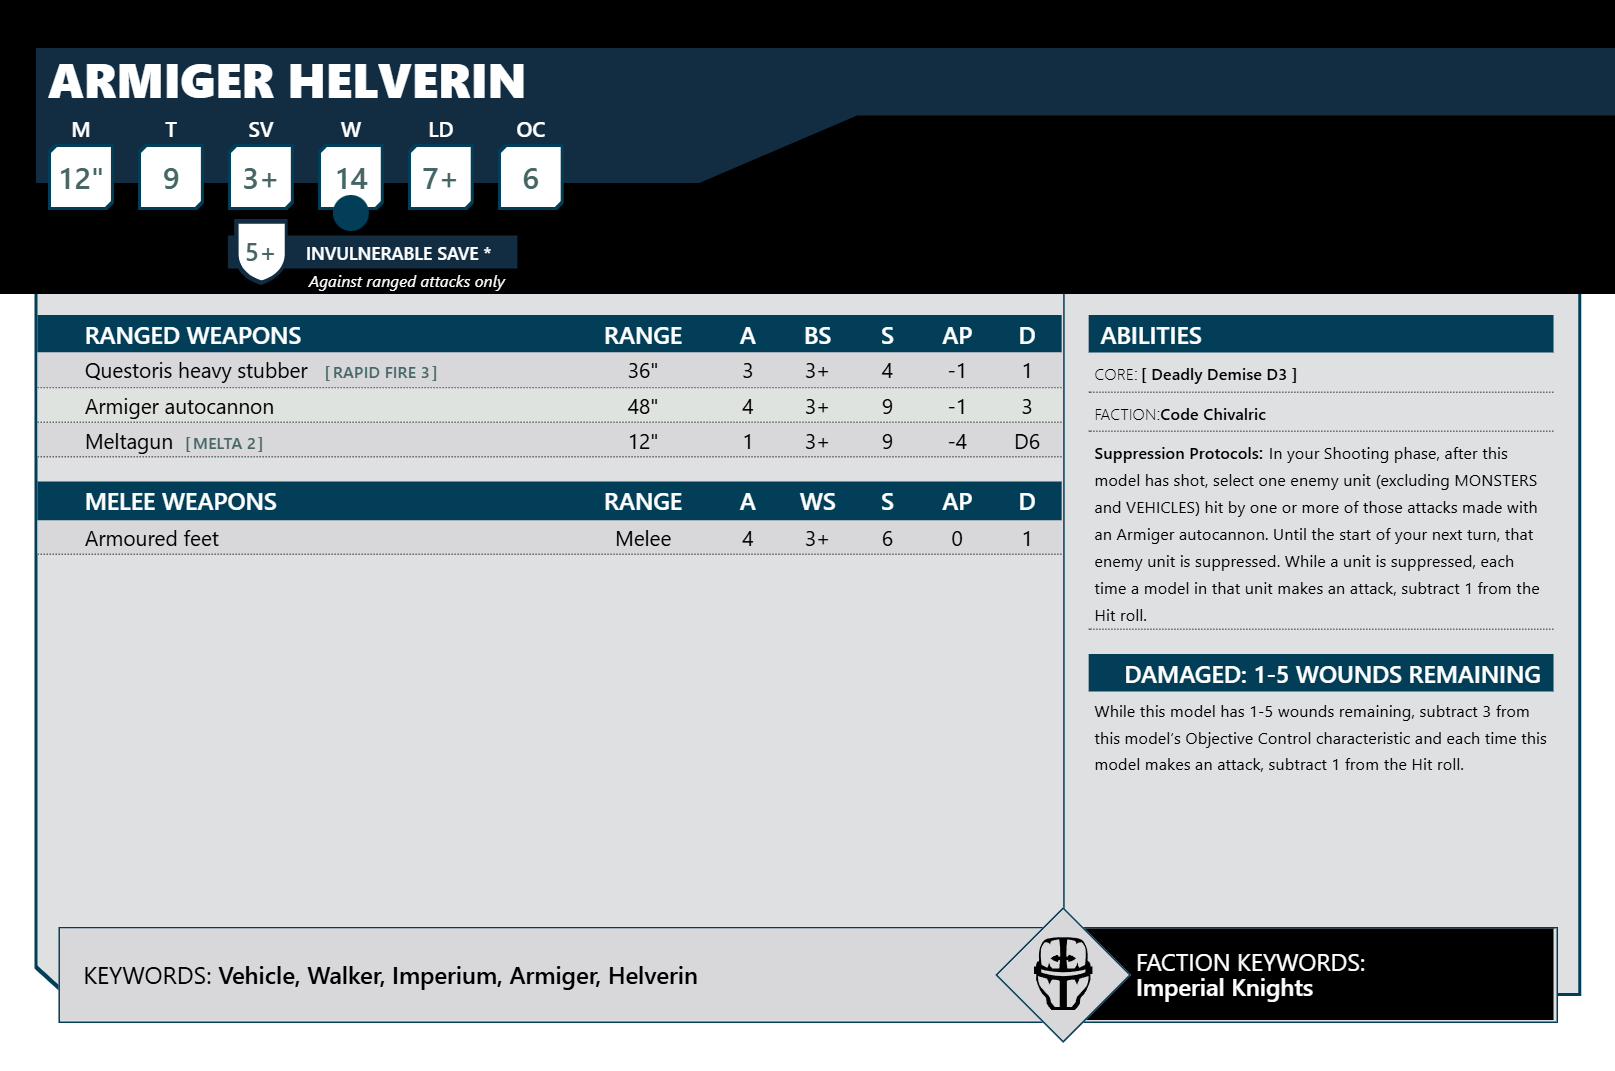 ARMIGER HELVERIN
M T SV W LD OC
12" 9 3+ 14 7+ 6
5+ INVULNERABLE SAVE *
Against ranged attacks only
RANGED WEAPONS RANGE A BS S AP D
Questoris heavy stubber [RAPID FIRE 3] 36" 3 3+ 4 -1 1
Armiger autocannon 48" 4 3+ 9 -1 3
Meltagun [MELTA 2] 12" 1 3+ 9 -4 D6
MELEE WEAPONS RANGE A WS S AP D
Armoured feet Melee 4 3+ 6 0 1
ABILITIES
CORE: [ Deadly Demise D3 ]
FACTION:Code Chivalric
Suppression Protocols: In your Shooting phase, after this
model has shot, select one enemy unit (excluding MONSTERS
and VEHICLES) hit by one or more of those attacks made with
an Armiger autocannon. Until the start of your next turn, that
enemy unit is suppressed. While a unit is suppressed, each
time a model in that unit makes an attack, subtract 1 from the
Hit roll.
DAMAGED: 1-5 WOUNDS REMAINING
While this model has 1-5 wounds remaining, subtract 3 from
this model’s Objective Control characteristic and each time this
model makes an attack, subtract 1 from the Hit roll.
KEYWORDS: Vehicle, Walker, Imperium, Armiger, Helverin
FACTION KEYWORDS:
Imperial Knights